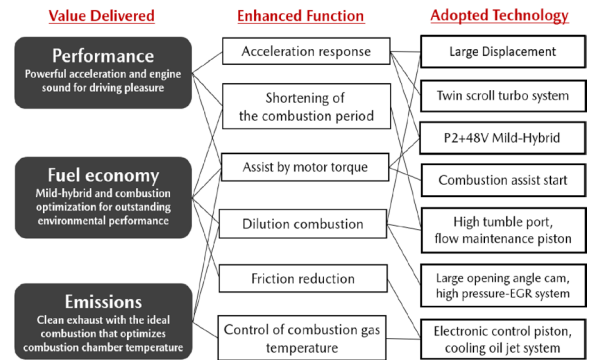 Value Delivered
Enhanced Function
Adopted Technology
Performance
Powerful acceleration and engine
sound for driving pleasure
Fuel economy
Mild-hybrid and combustion
optimization for outstanding
environmental performance
Emissions
Clean exhaust with the ideal
combustion that optimizes
combustion chamber temperature
Acceleration response
Shortening of
the combustion period
Assist by motor torque
Dilution combustion
Friction reduction
Control of combustion gas
temperature
Large Displacement
Twin scroll turbo system
P2+48V Mild-Hybrid
Combustion assist start
High tumble port,
flow maintenance piston
Large opening angle cam,
high pressure-EGR system
Electronic control piston,
cooling oil jet system